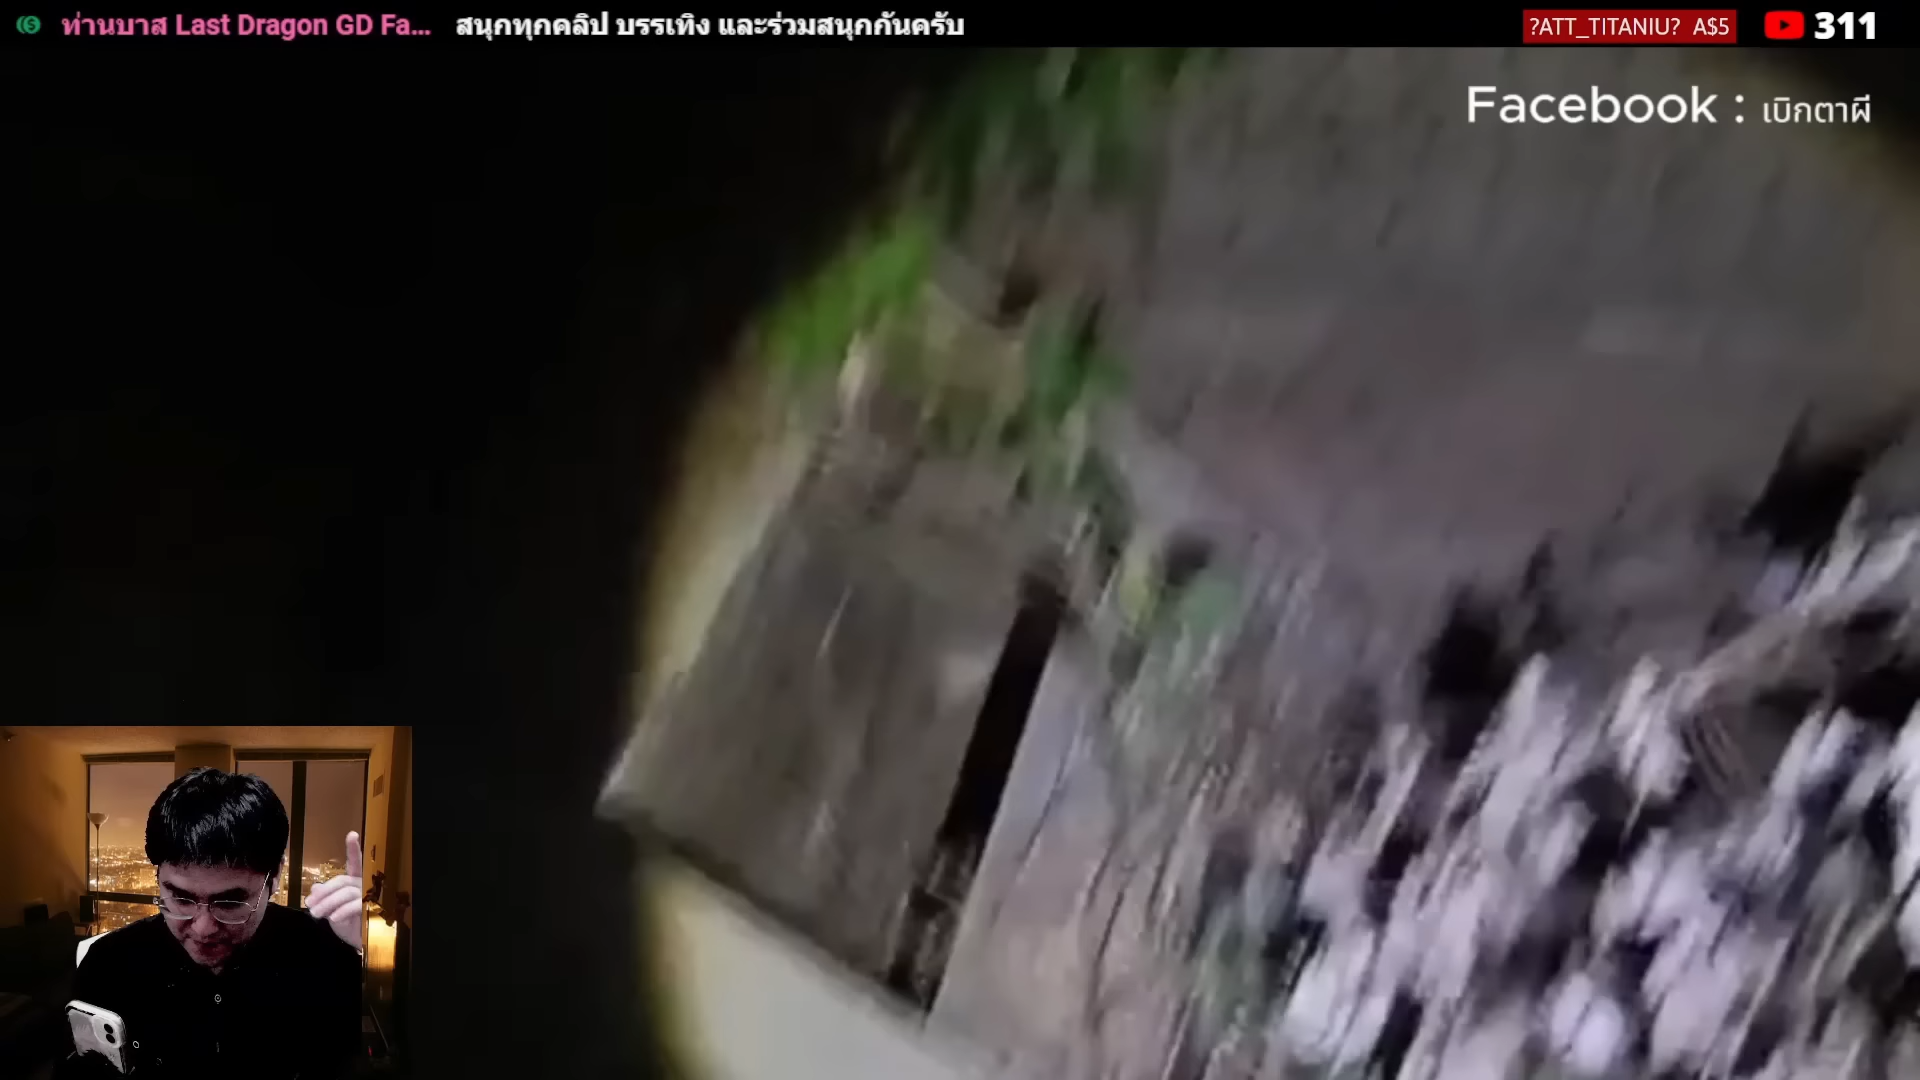 ท่านบาส Last Dragon GD Fa... สนุกทุกคลิป บรรเทิง และร่วมสนุกกันครับ ?ATT_TITANIU? A$5 311
Facebook : เบิกตาผี